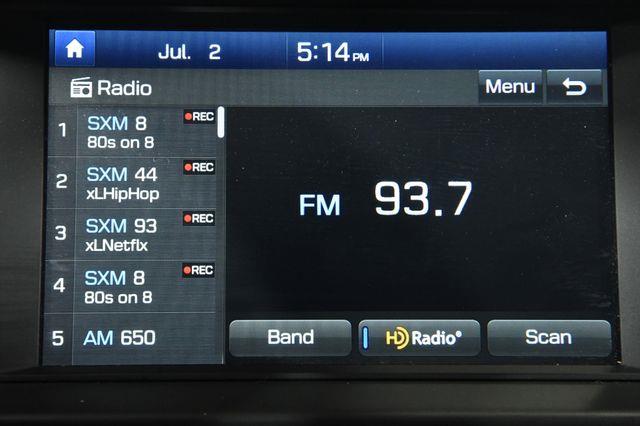 Jul. 2 5:14 PM
Radio Menu
1 SXM 8 REC
80s on 8
2 SXM 44 REC
xLHipHop
3 SXM 93 REC
xLNetflx
4 SXM 8 REC
80s on 8
5 AM 650
FM 93.7
Band HD Radio® Scan